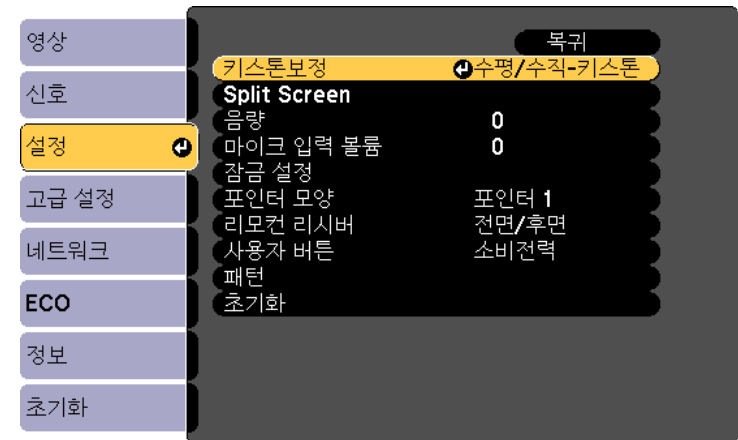 영상
신호
설정
고급 설정
네트워크
ECO
정보
초기화
복귀
키스톤보정 수평/수직-키스톤
Split Screen
음량 0
마이크 입력 볼륨 0
잠금 설정
포인터 모양 포인터 1
리모컨 리시버 전면/후면
사용자 버튼 소비전력
패턴
초기화